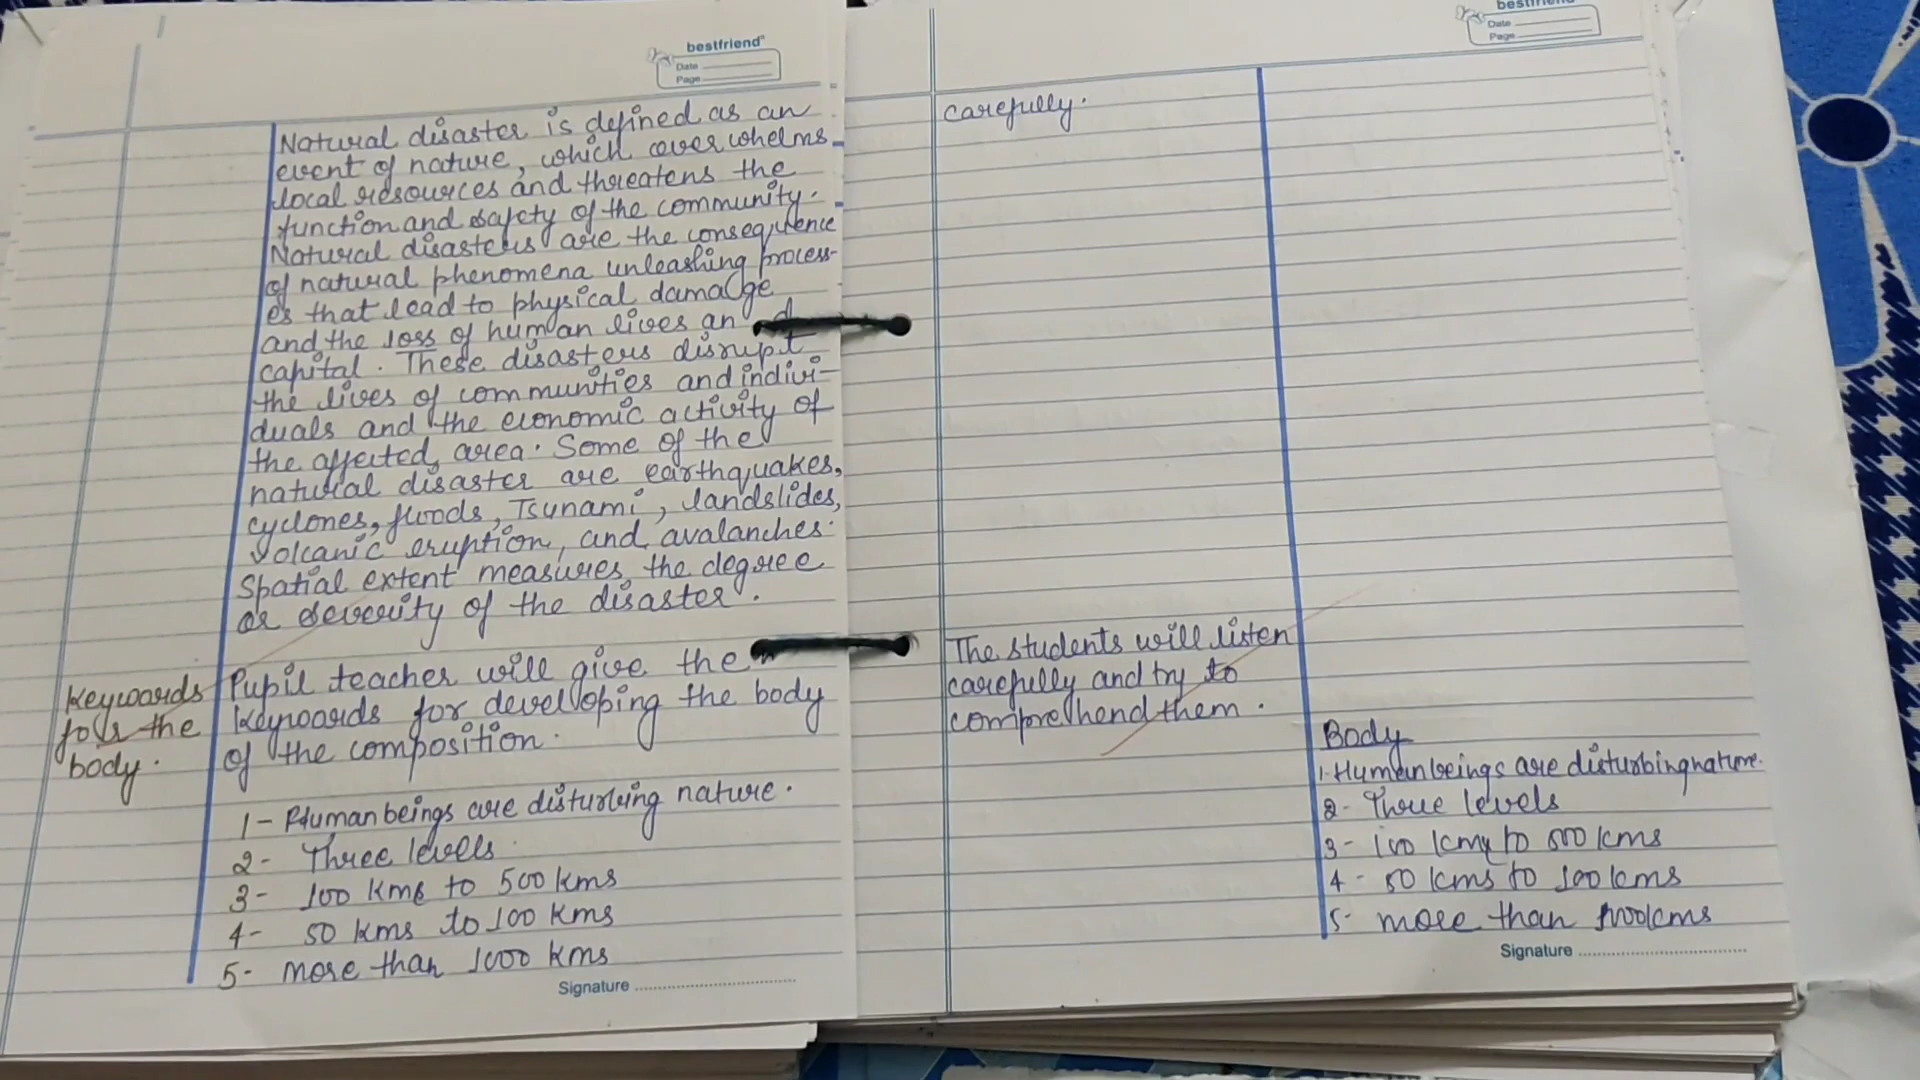 bestfriend
Date
Page
Natural disaster is defined as an
event of nature, which over whelms
local resources and threatens the
function and safety of the community.
Natural disasters are the consequence
of natural phenomena unleashing process-
es that lead to physical damage
and the loss of human lives and
capital. These disasters disrupt
the lives of communities and indivi-
duals and the economic activity of
the affected area. Some of the
natural disaster are earthquakes,
cyclones, floods, Tsunami, landslides,
Volcanic eruption, and avalanches.
Spatial extent measures the degree
or severity of the disaster.
Keywords
for the
body.
Pupil teacher will give the
keywords for developing the body
of the composition.
1- Human beings are disturbing nature.
2- Three levels
3- 100 Kms to 500 kms
4- 50 kms to 100 kms
5- more than 1000 kms
Signature
bestfriend
Date
Page
carefully.
The students will listen
carefully and try to
comprehend them.
Body
1. Human beings are disturbing nature.
2- Three levels
3- 100 kms to 500 kms
4- 50 kms to 100 kms
5- more than 1000 kms
Signature